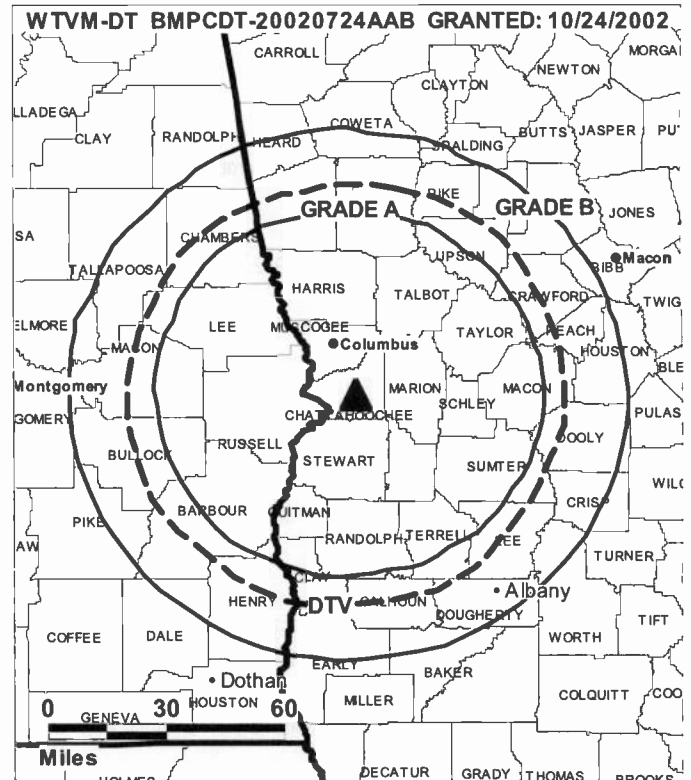 WTVM-DT BMPCDT-20020724AAB GRANTED: 10/24/2002
CARROLL
MORGA
NEWTON
CLAYTON
LLADEGA
CLAY
RANDOLPH
HEARD
COWETA
SPALDING
BUTTS
JASPER
PU
PIKE
GRADE A
GRADE B
JONES
SA
CHAMBERS
TALLAPOOSA
UPSON
Macon
BIBB
HARRIS
TALBOT
CRAWFORD
TWIG
ELMORE
LEE
MUSCOGEE
TAYLOR
PEACH
HOUSTON
MACON
Columbus
BLE
Montgomery
MARION
MACON
GOMERY
CHATTAHOOCHEE
SCHLEY
PULAS
DOOLY
BULLOCK
RUSSELL
STEWART
SUMTER
WILC
PIKE
BARBOUR
QUITMAN
CRISP
RANDOLPH
TERRELL
LEE
AW
TURNER
CLAY
HENRY
DTV
CALHOUN
Albany
DOUGHERTY
TIFT
COFFEE
DALE
WORTH
EARLY
BAKER
Dothan
HOUSTON
MILLER
COLQUITT
COO
0 30 60
GENEVA
Miles
HOLMES
DECATUR
GRADY
THOMAS
BROOKS